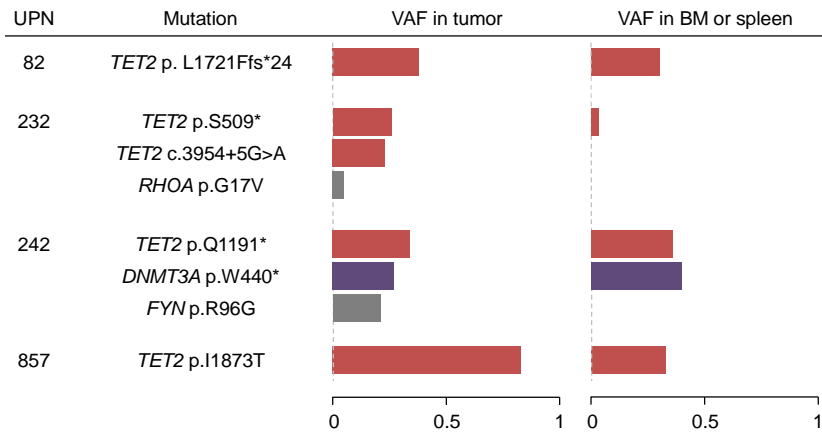 UPN Mutation VAF in tumor VAF in BM or spleen
82 TET2 p. L1721Ffs*24
232 TET2 p.S509*
TET2 c.3954+5G>A
RHOA p.G17V
242 TET2 p.Q1191*
DNMT3A p.W440*
FYN p.R96G
857 TET2 p.I1873T
0 0.5 1 0 0.5 1